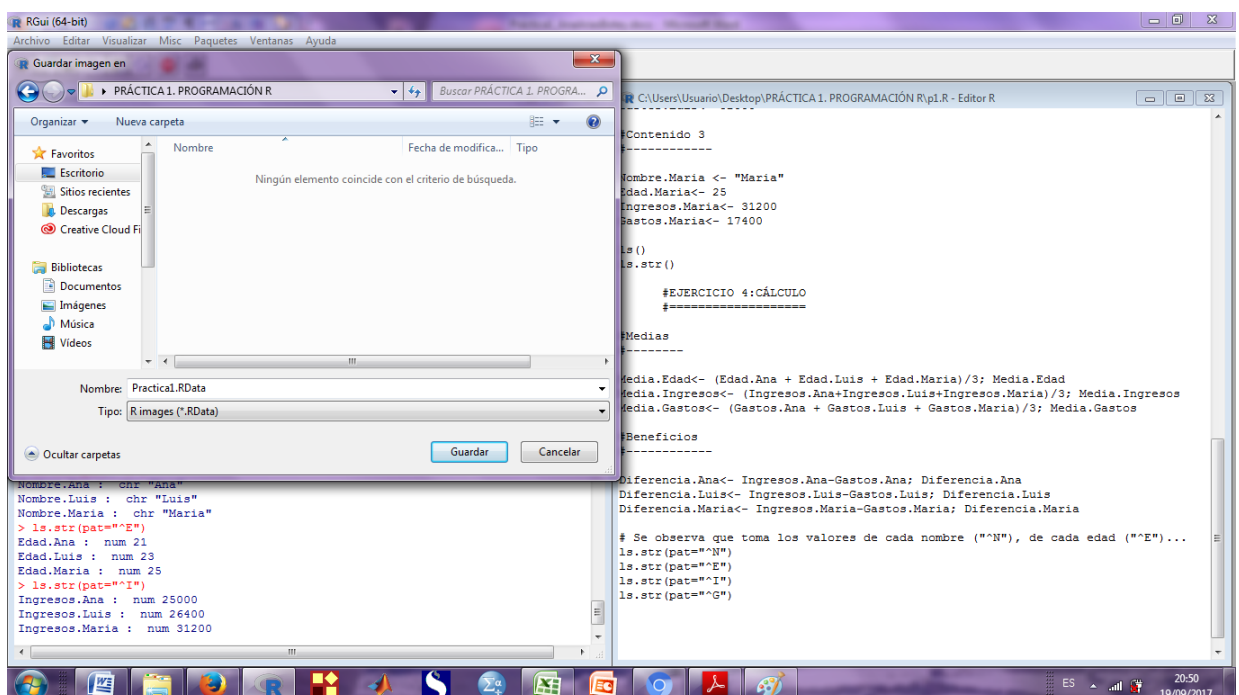 RGui (64-bit)
Archivo Editar Visualizar Misc Paquetes Ventanas Ayuda
Guardar imagen en
PRÁCTICA 1. PROGRAMACIÓN R
Buscar PRÁCTICA 1. PROGRA...
Organizar
Nueva carpeta
Favoritos
Escritorio
Sitios recientes
Descargas
Creative Cloud Fi
Bibliotecas
Documentos
Imágenes
Música
Vídeos
Nombre
Fecha de modifica...
Tipo
Ningún elemento coincide con el criterio de búsqueda.
Nombre: Practica1.RData
Tipo: R images (*.RData)
Ocultar carpetas
Guardar
Cancelar
Nombre.Ana : chr "Ana"
Nombre.Luis : chr "Luis"
Nombre.Maria : chr "Maria"
> ls.str(pat="^E")
Edad.Ana : num 21
Edad.Luis : num 23
Edad.Maria : num 25
> ls.str(pat="^I")
Ingresos.Ana : num 25000
Ingresos.Luis : num 26400
Ingresos.Maria : num 31200
C:\Users\Usuario\Desktop\PRÁCTICA 1. PROGRAMACIÓN R\p1.R - Editor R
#Contenido 3
#------------
Nombre.Maria <- "Maria"
Edad.Maria<- 25
Ingresos.Maria<- 31200
Gastos.Maria<- 17400
ls()
ls.str()
#EJERCICIO 4:CÁLCULO
#===================
#Medias
#--------
Media.Edad<- (Edad.Ana + Edad.Luis + Edad.Maria)/3; Media.Edad
Media.Ingresos<- (Ingresos.Ana+Ingresos.Luis+Ingresos.Maria)/3; Media.Ingresos
Media.Gastos<- (Gastos.Ana + Gastos.Luis + Gastos.Maria)/3; Media.Gastos
#Beneficios
#------------
Diferencia.Ana<- Ingresos.Ana-Gastos.Ana; Diferencia.Ana
Diferencia.Luis<- Ingresos.Luis-Gastos.Luis; Diferencia.Luis
Diferencia.Maria<- Ingresos.Maria-Gastos.Maria; Diferencia.Maria
# Se observa que toma los valores de cada nombre ("^N"), de cada edad ("^E")...
ls.str(pat="^N")
ls.str(pat="^E")
ls.str(pat="^I")
ls.str(pat="^G")
ES
20:50
19/09/2017